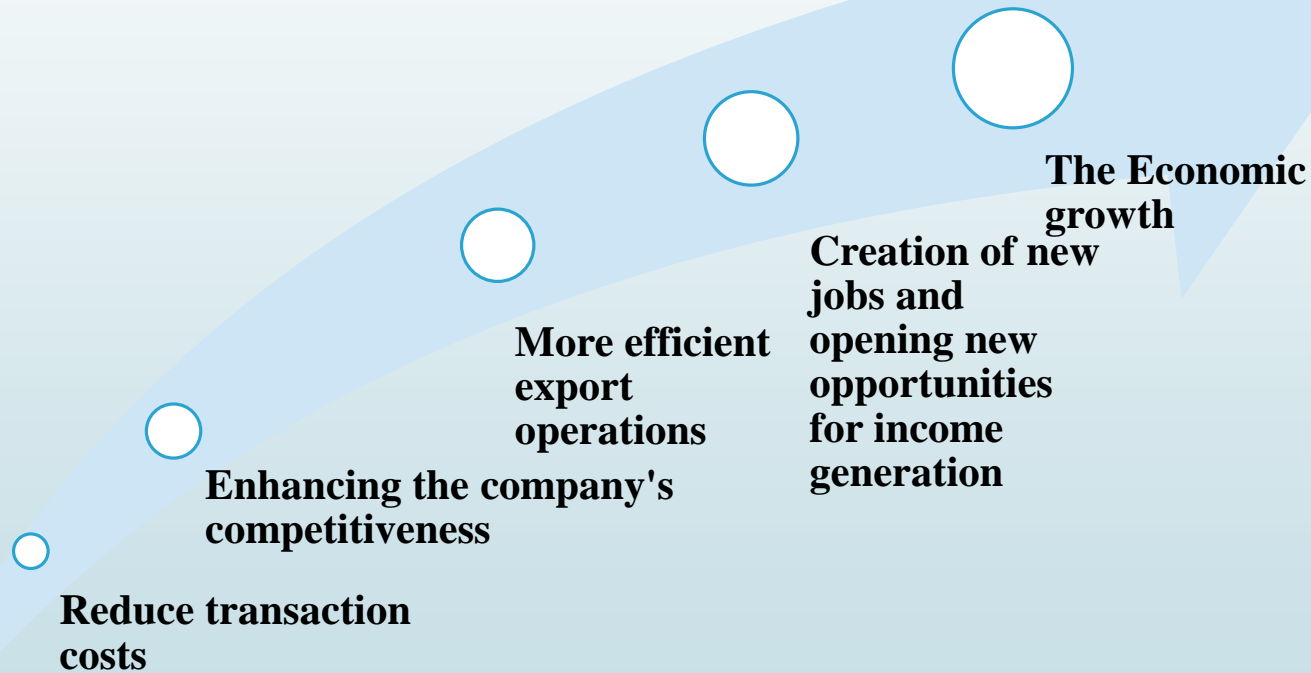 The Economic
growth
Creation of new
jobs and
opening new
opportunities
for income
generation
More efficient
export
operations
Enhancing the company's
competitiveness
Reduce transaction
costs